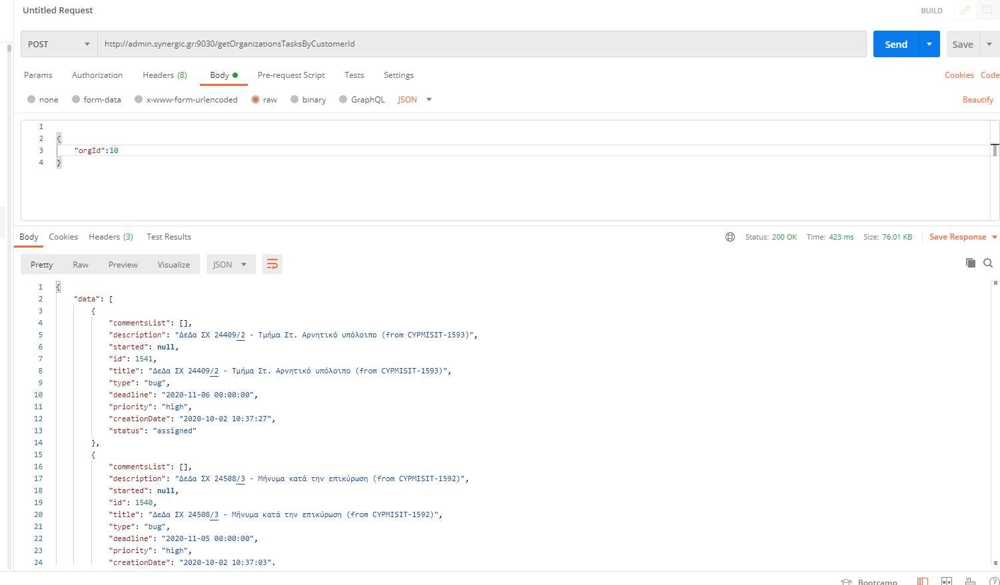 Untitled Request
BUILD
POST
http://admin.synergic.gr:9030/getOrganizationsTasksByCustomerId
Send
Save
Params Authorization Headers (8) Body Pre-request Script Tests Settings
Cookies Code
none form-data x-www-form-urlencoded raw binary GraphQL JSON
Beautify
1
2 {
3 "orgId":10
4 }
Body Cookies Headers (3) Test Results
Status: 200 OK Time: 423 ms Size: 76.01 KB Save Response
Pretty Raw Preview Visualize JSON
1 {
2 "data": [
3 {
4 "commentsList": [],
5 "description": "ΔεΔα ΣΧ 24409/2 - Τμήμα Στ. Αρνητικό υπόλοιπο (from CYPMISIT-1593)",
6 "started": null,
7 "id": 1541,
8 "title": "ΔεΔα ΣΧ 24409/2 - Τμήμα Στ. Αρνητικό υπόλοιπο (from CYPMISIT-1593)",
9 "type": "bug",
10 "deadline": "2020-11-06 00:00:00",
11 "priority": "high",
12 "creationDate": "2020-10-02 10:37:27",
13 "status": "assigned"
14 },
15 {
16 "commentsList": [],
17 "description": "ΔεΔα ΣΧ 24508/3 - Μήνυμα κατά την επικύρωση (from CYPMISIT-1592)",
18 "started": null,
19 "id": 1540,
20 "title": "ΔεΔα ΣΧ 24508/3 - Μήνυμα κατά την επικύρωση (from CYPMISIT-1592)",
21 "type": "bug",
22 "deadline": "2020-11-05 00:00:00",
23 "priority": "high",
24 "creationDate": "2020-10-02 10:37:03",
Bootcamp